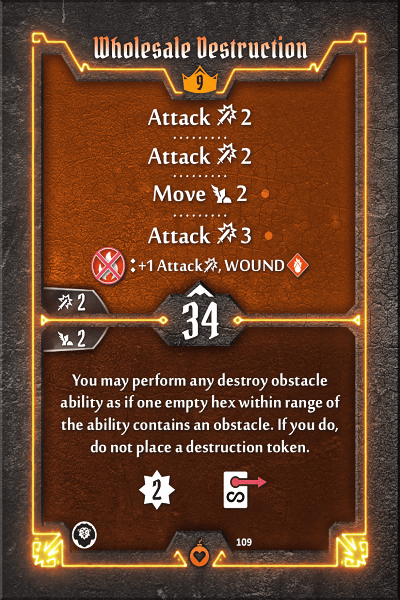 Wholesale Destruction
9
Attack 2
Attack 2
Move 2
Attack 3
: +1 Attack, WOUND
2
34
2
You may perform any destroy obstacle
ability as if one empty hex within range of
the ability contains an obstacle. If you do,
do not place a destruction token.
2
S
109